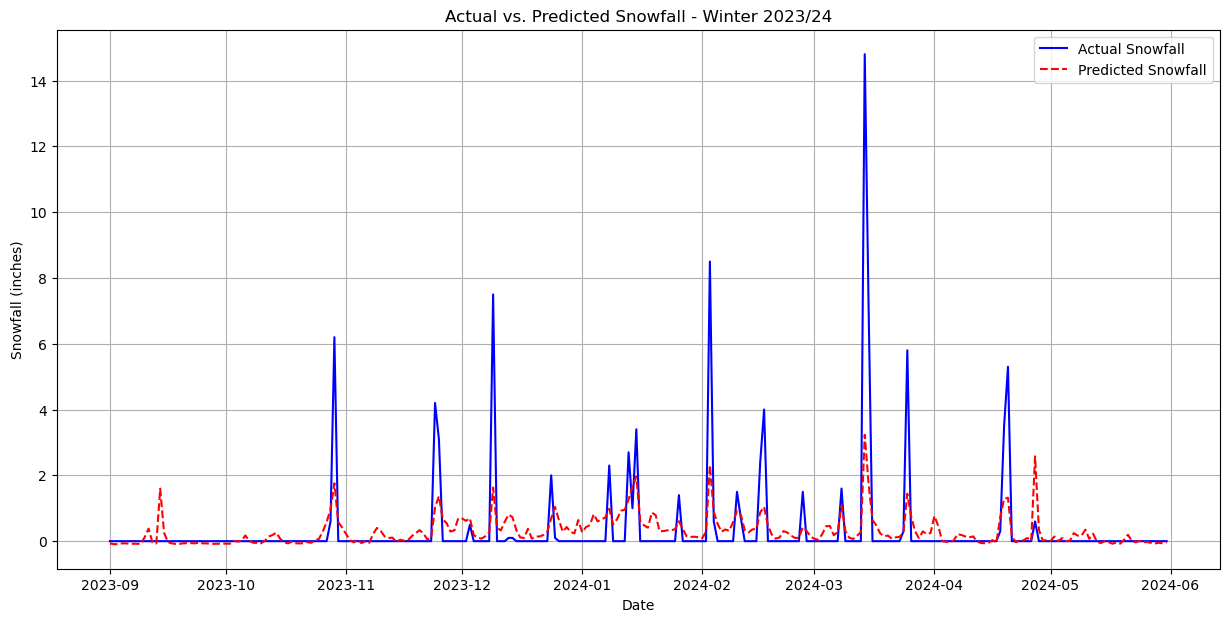 Actual vs. Predicted Snowfall - Winter 2023/24
Actual Snowfall
Predicted Snowfall
Snowfall (inches)
14
12
10
8
6
4
2
0
2023-09 2023-10 2023-11 2023-12 2024-01 2024-02 2024-03 2024-04 2024-05 2024-06
Date